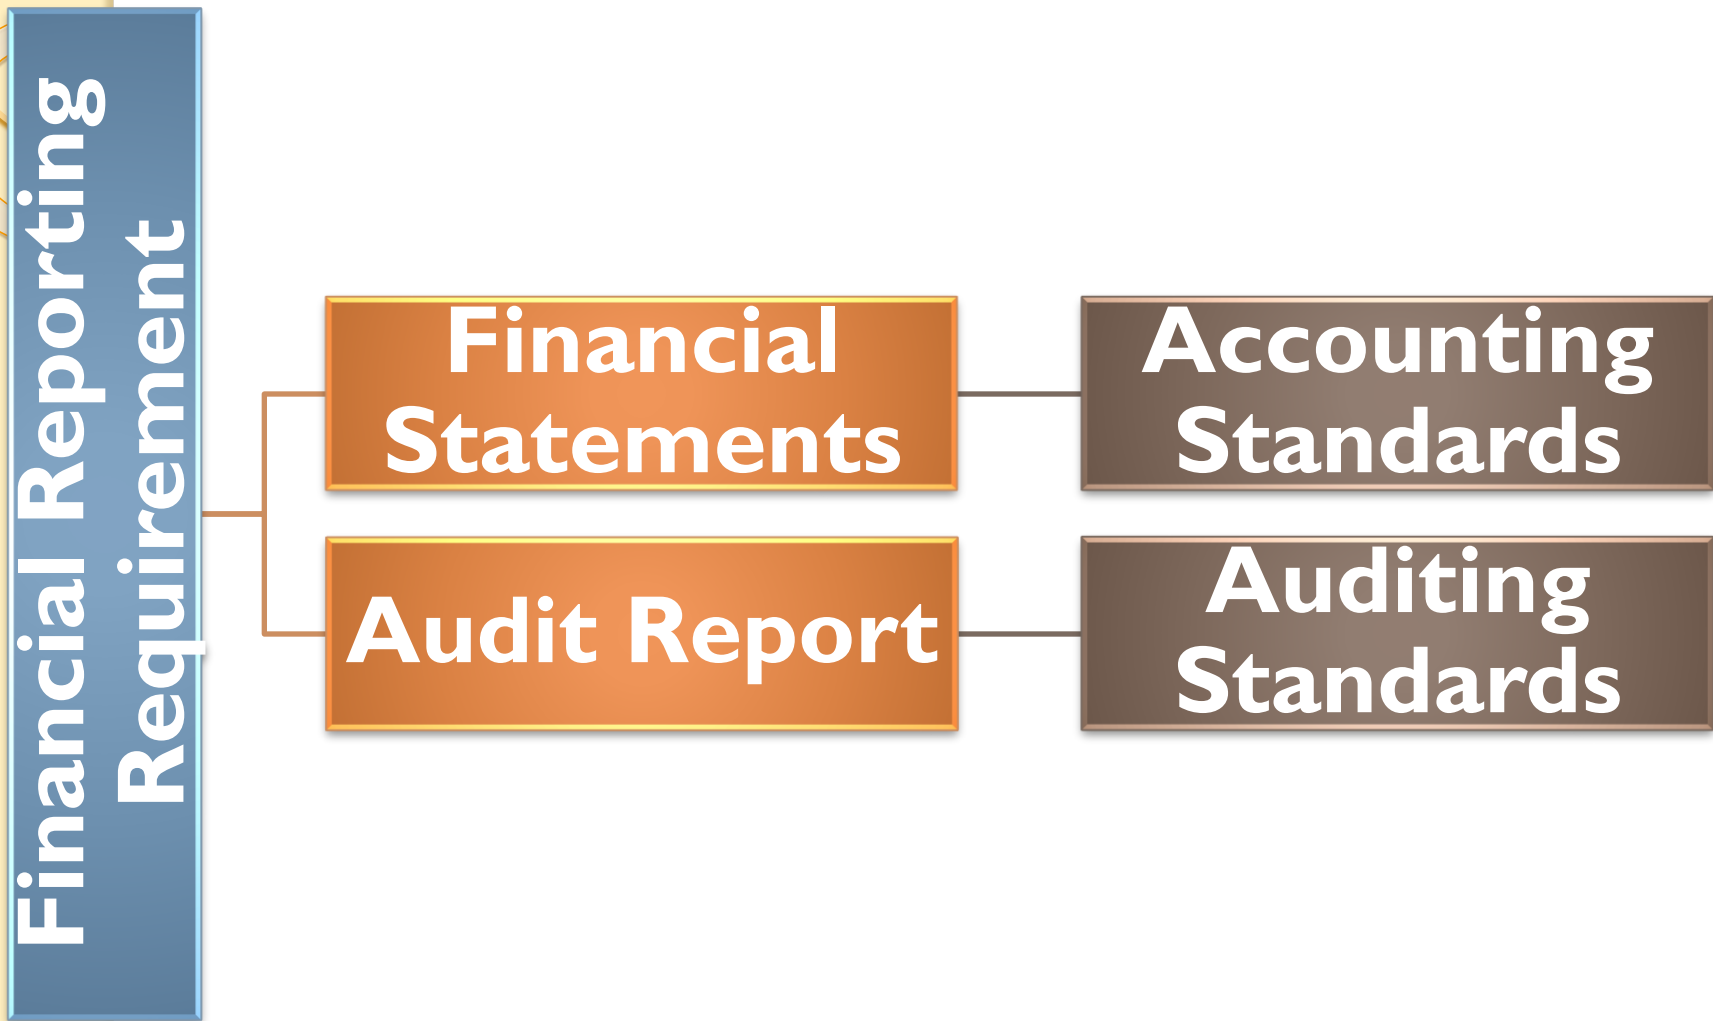 Financial Reporting
Requirement
Financial
Statements
Accounting
Standards
Audit Report
Auditing
Standards